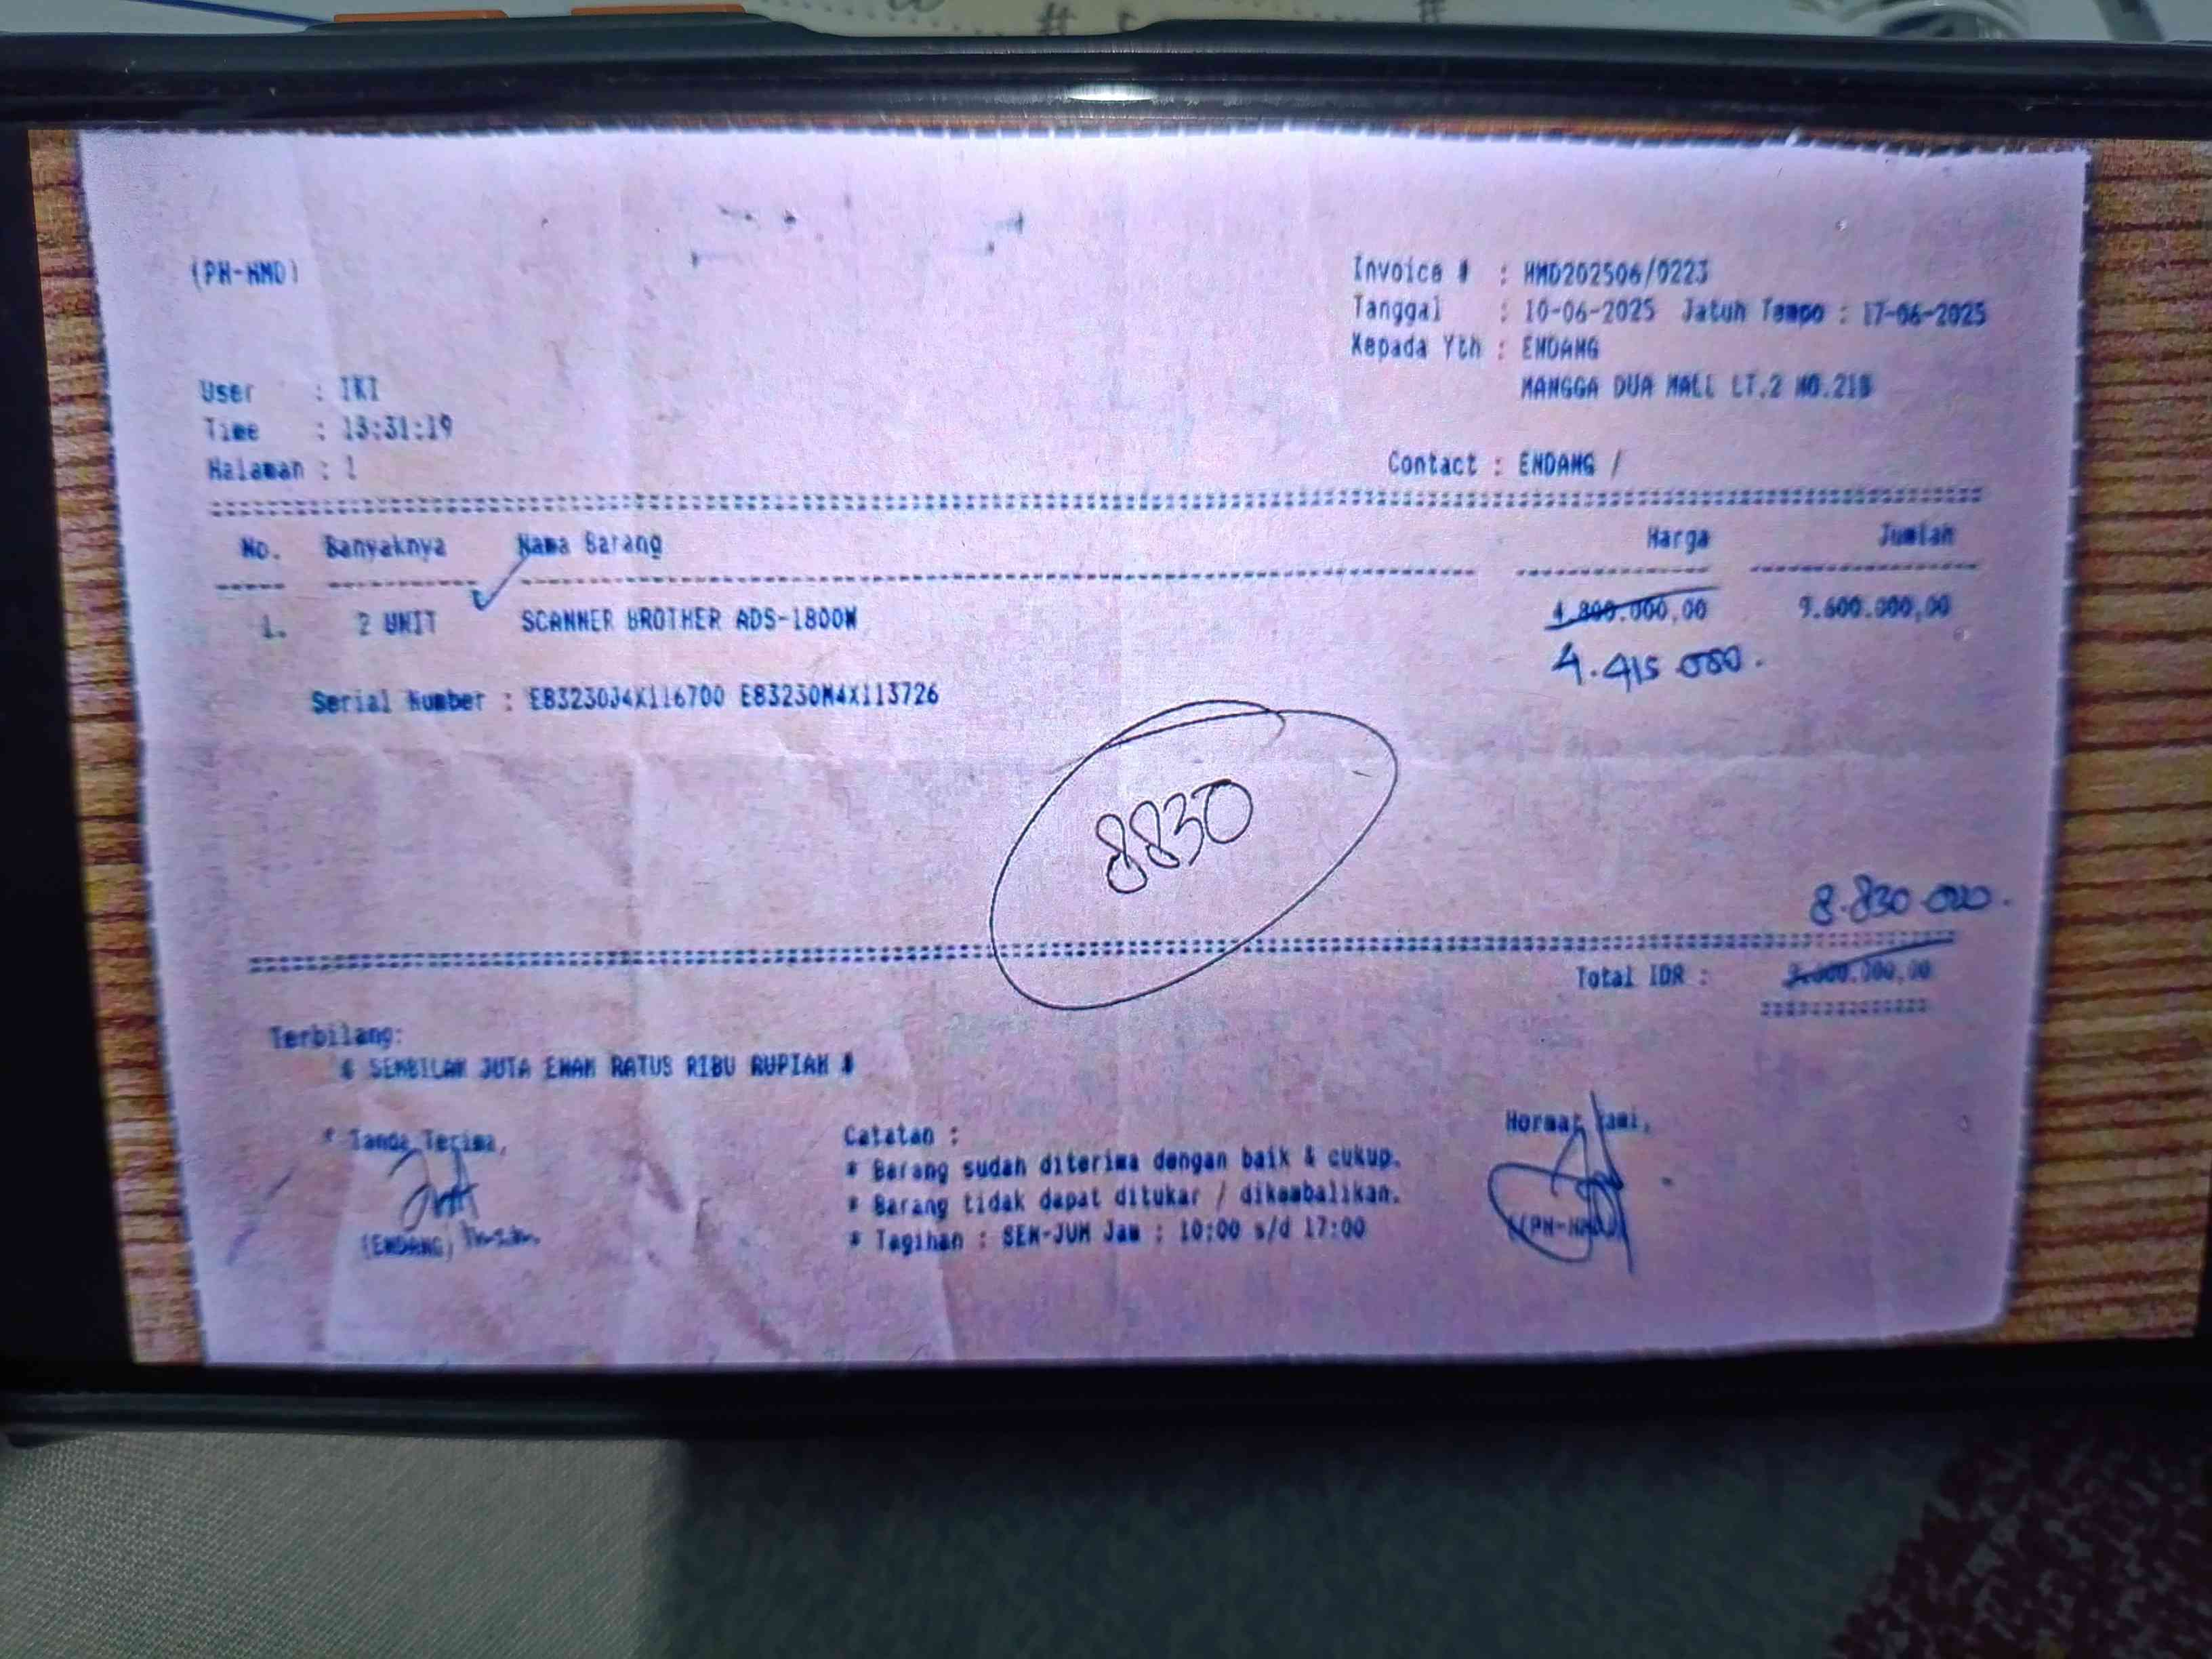 (PH-HMD)
Invoice # : HMD202506/0223
Tanggal : 10-06-2025 Jatuh Tempo : 17-06-2025
Kepada Yth : ENDANG
MANGGA DUA MALL LT.2 NO.21B
User : IKI
Time : 13:31:19
Halaman : 1
Contact : ENDANG /
No. Banyaknya Nama Barang Harga Jumlah
1. 2 UNIT SCANNER BROTHER ADS-1800W 4.800.000,00 9.600.000,00
4.415 000.
Serial Number : E83230J4X116700 E83230M4X113726
8830
8.830 000.
Total IDR : 9.600.000,00
Terbilang:
# SEMBILAN JUTA ENAM RATUS RIBU RUPIAH #
Tanda Terima,
(ENDANG)
Catatan :
* Barang sudah diterima dengan baik & cukup.
* Barang tidak dapat ditukar / dikembalikan.
* Tagihan : SEN-JUM Jam : 10:00 s/d 17:00
Hormat kami,
(PH-HMD)